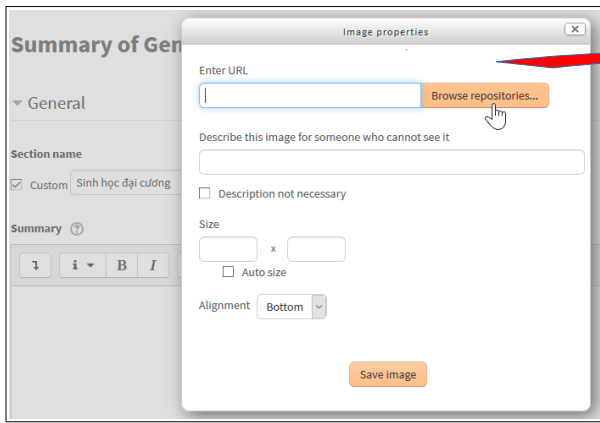 Image properties
Summary of Gen
Enter URL
Browse repositories...
General
Describe this image for someone who cannot see it
Section name
Custom Sinh học đại cương
Description not necessary
Summary
Size
x
i B I
Auto size
Alignment Bottom
Save image